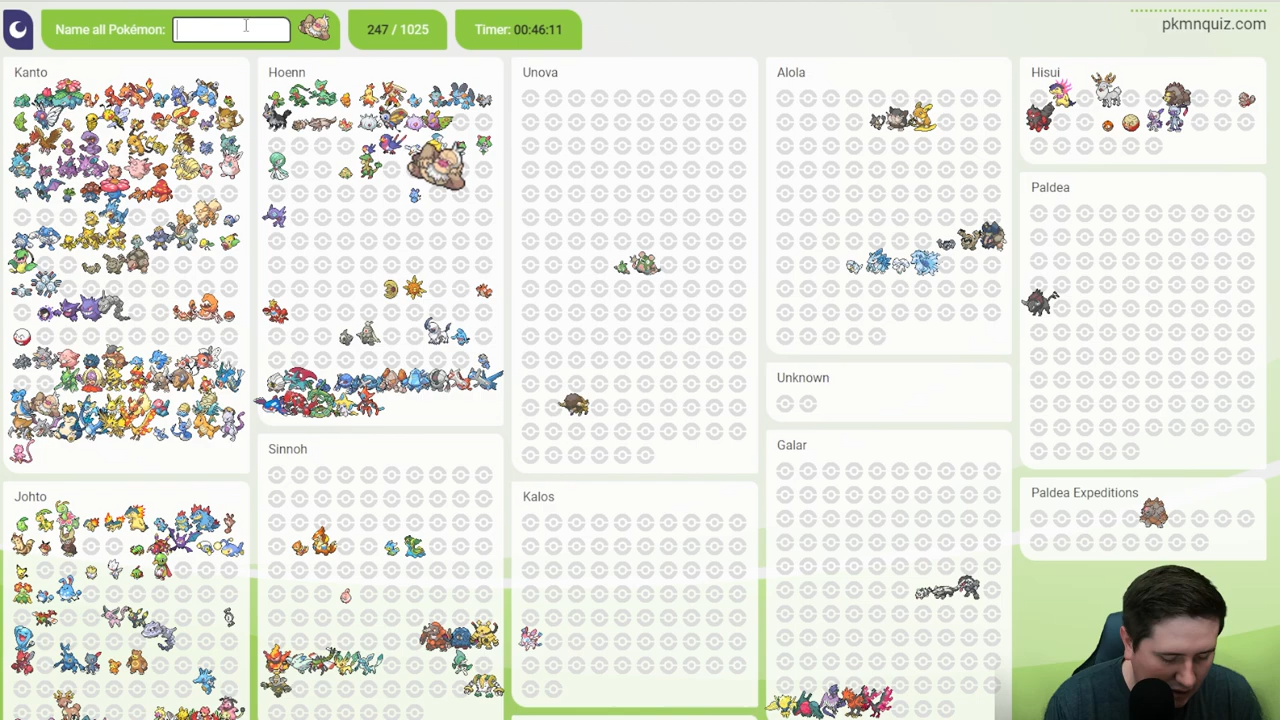 Name all Pokémon:
247 / 1025
Timer: 00:46:11
pkmnquiz.com
Kanto
Hoenn
Unova
Alola
Hisui
Paldea
Unknown
Galar
Sinnoh
Johto
Kalos
Paldea Expeditions